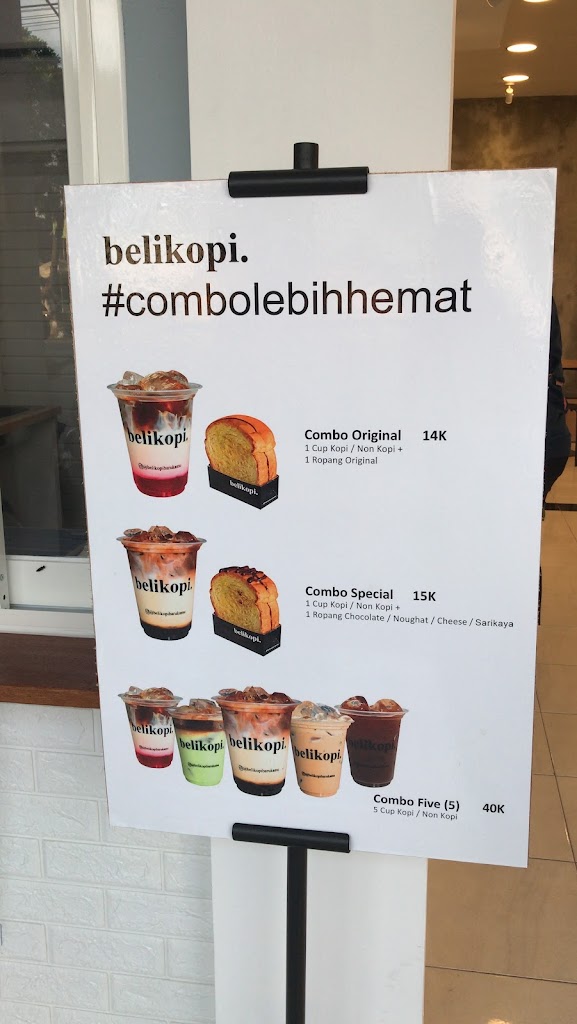 belikopi.
#combolebihhemat
belikopi.
belikopi.
Combo Original 14K
1 Cup Kopi / Non Kopi +
1 Ropang Original
belikopi.
belikopi.
Combo Special 15K
1 Cup Kopi / Non Kopi +
1 Ropang Chocolate / Noughat / Cheese / Sarikaya
belikopi.
belikopi.
belikopi.
belikopi.
belikopi.
Combo Five (5) 40K
5 Cup Kopi / Non Kopi